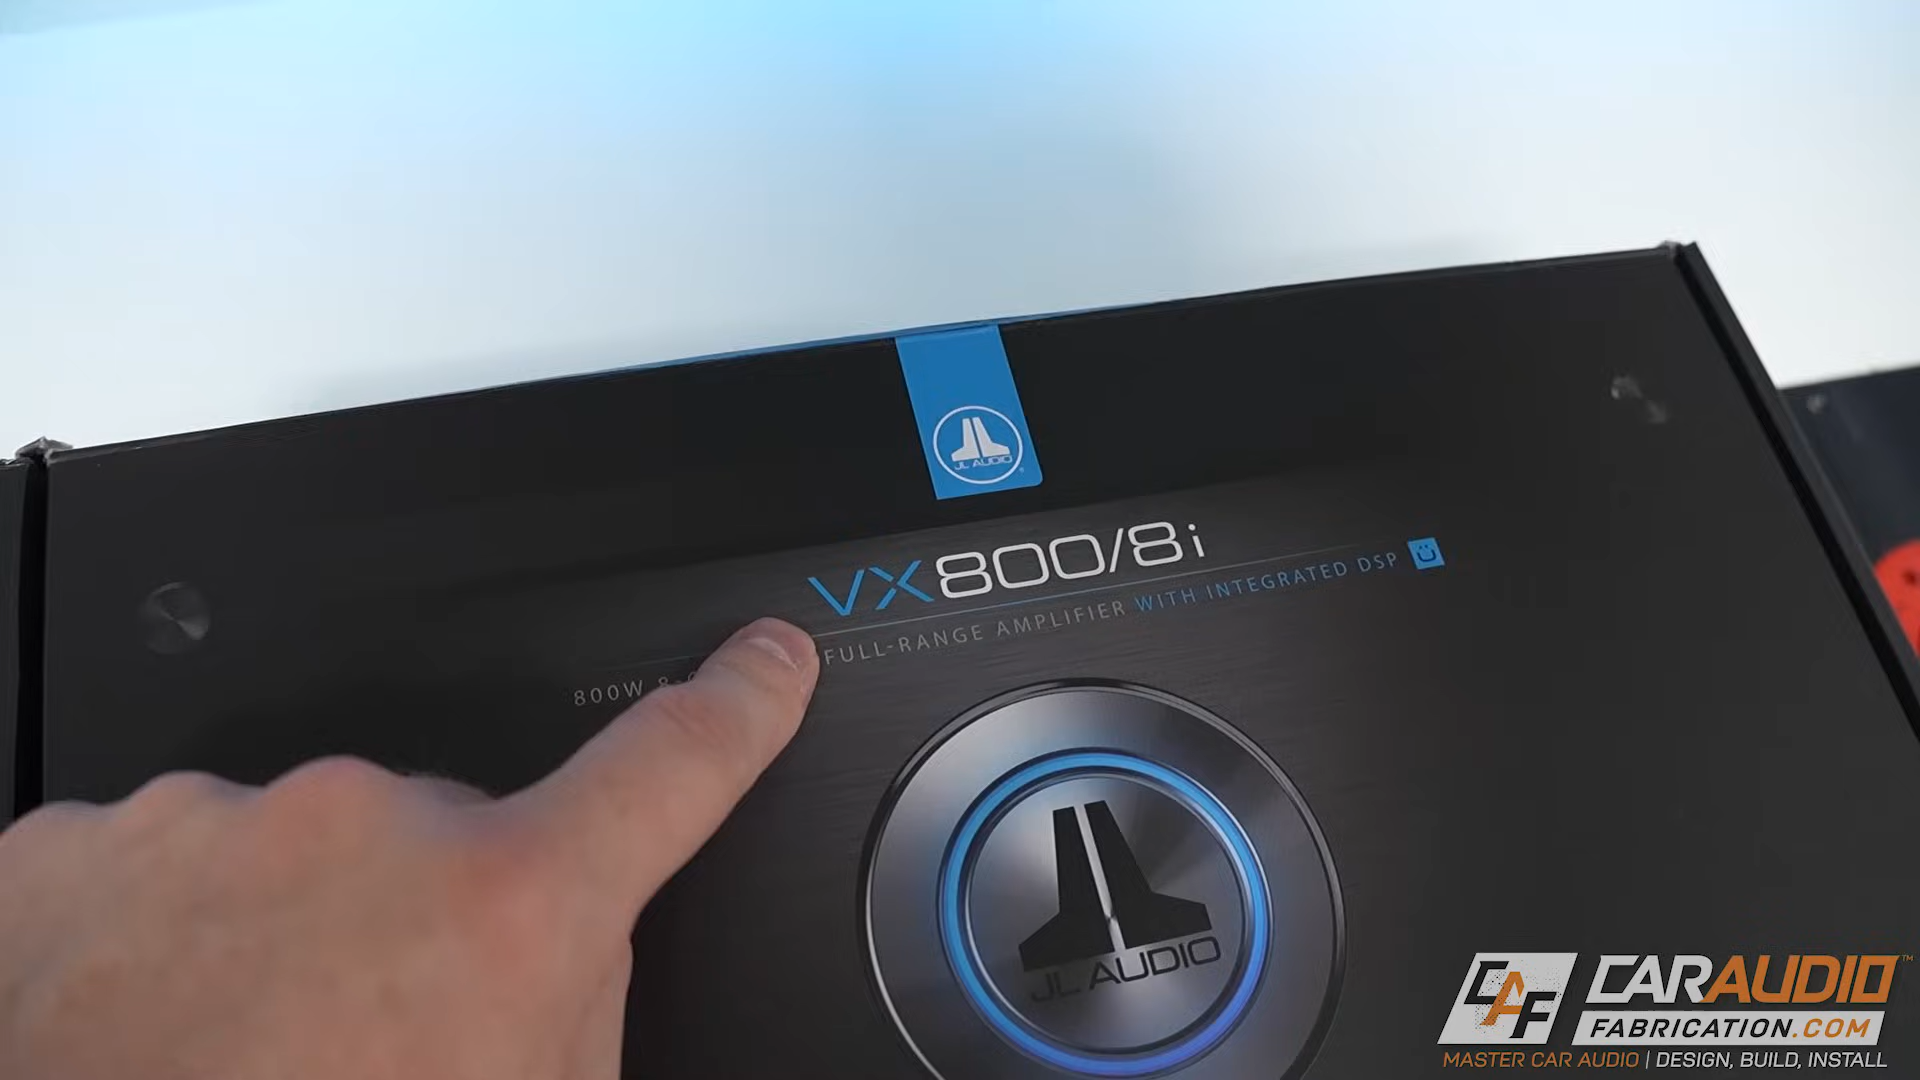 JL AUDIO
VX800/8i
800W FULL-RANGE AMPLIFIER WITH INTEGRATED DSP
JL AUDIO
CAF CARAUDIO™
FABRICATION.COM
MASTER CAR AUDIO | DESIGN, BUILD, INSTALL